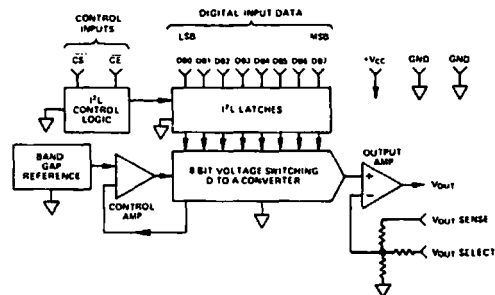 CONTROL
INPUTS
DIGITAL INPUT DATA
LSB MSB
CS CE
DB0 DB1 DB2 DB3 DB4 DB5 DB6 DB7
+VCC GND GND
I²L
CONTROL
LOGIC
I²L LATCHES
BAND
GAP
REFERENCE
CONTROL
AMP
8 BIT VOLTAGE SWITCHING
D TO A CONVERTER
OUTPUT
AMP
+
−
VOUT
VOUT SENSE
VOUT SELECT